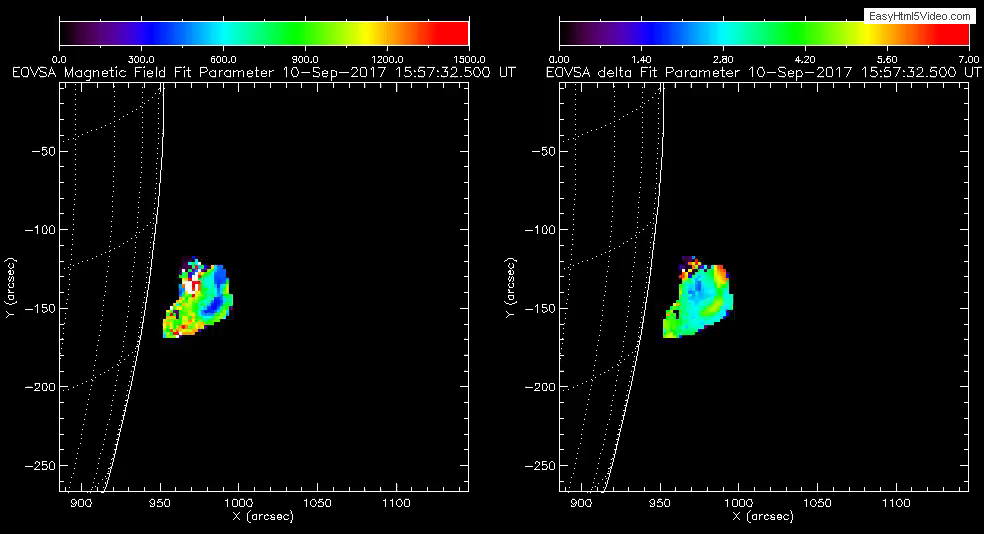 EasyHtml5Video.com
0.0 300.0 600.0 900.0 1200.0 1500.0
0.00 1.40 2.80 4.20 5.60 7.00
EOVSA Magnetic Field Fit Parameter 10-Sep-2017 15:57:32.500 UT
EOVSA delta Fit Parameter 10-Sep-2017 15:57:32.500 UT
Y (arcsec)
-50
-100
-150
-200
-250
900 950 1000 1050 1100
X (arcsec)
Y (arcsec)
-50
-100
-150
-200
-250
900 950 1000 1050 1100
X (arcsec)